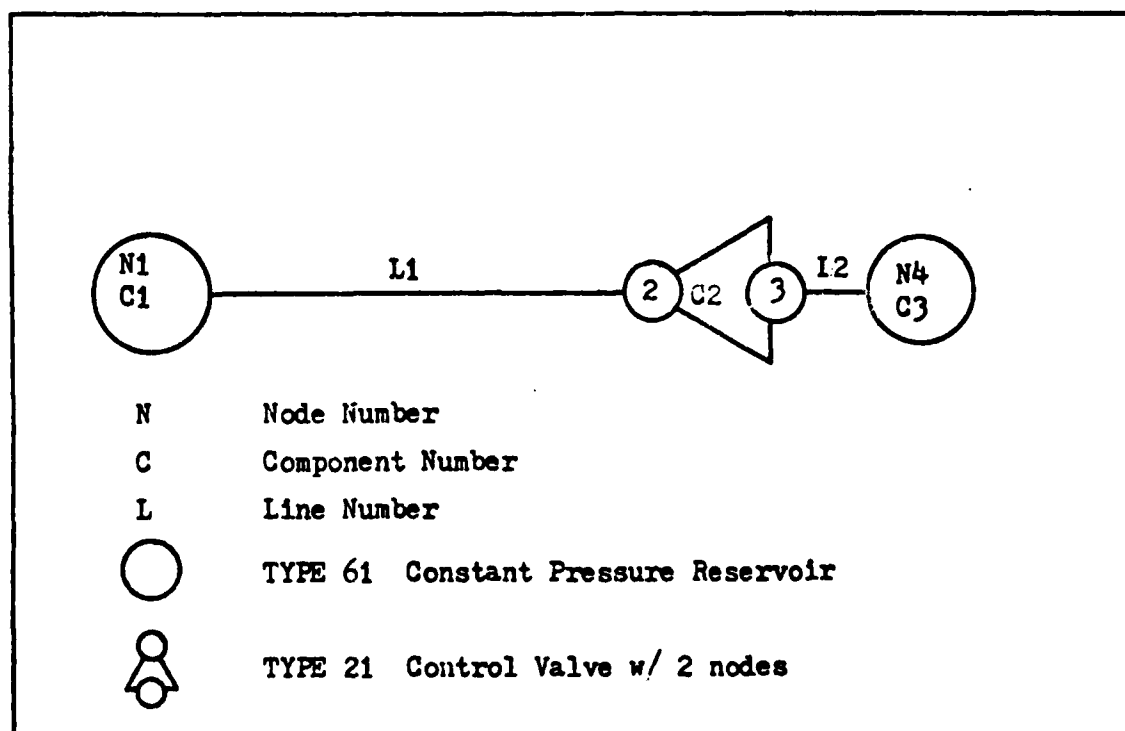 N1
C1
L1
2
C2
3
L2
N4
C3
N Node Number
C Component Number
L Line Number
TYPE 61 Constant Pressure Reservoir
TYPE 21 Control Valve w/ 2 nodes